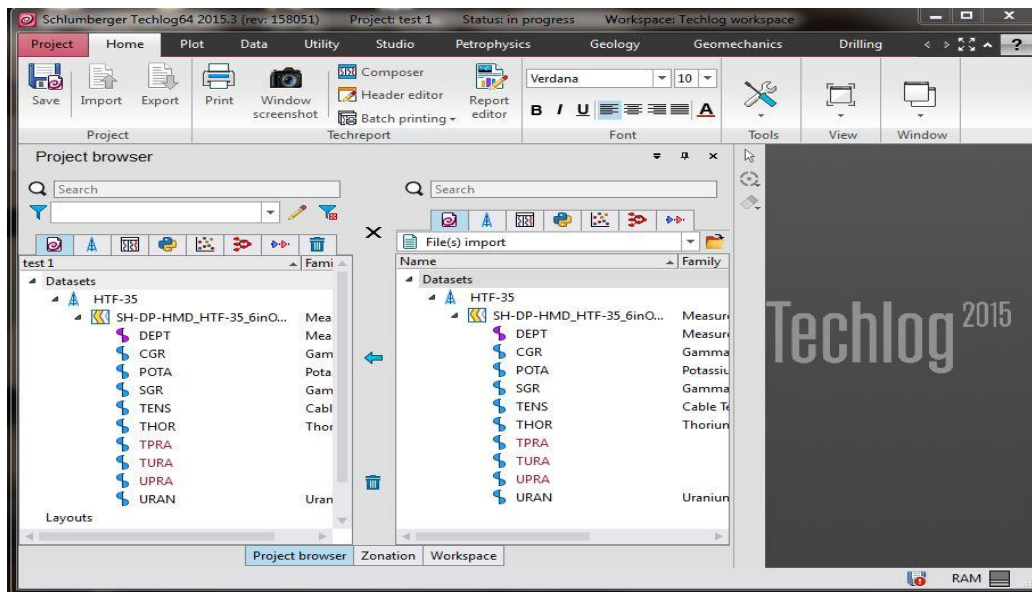 Schlumberger Techlog64 2015.3 (rev: 158051) Project: test 1 Status: in progress Workspace: Techlog workspace
Project Home Plot Data Utility Studio Petrophysics Geology Geomechanics Drilling
Save Import Export Print Window screenshot
Composer
Header editor
Batch printing
Report editor
Verdana 10
B I U A
Project Techreport Font Tools View Window
Project browser
Search
Search
File(s) import
test 1 Fami
Datasets
HTF-35
SH-DP-HMD_HTF-35_6inO... Mea
DEPT Mea
CGR Gam
POTA Pota
SGR Gam
TENS Cabl
THOR Thor
TPRA
TURA
UPRA
URAN Uran
Layouts
Name Family
Datasets
HTF-35
SH-DP-HMD_HTF-35_6inO... Measur
DEPT Measur
CGR Gamma
POTA Potassiu
SGR Gamma
TENS Cable Te
THOR Thoriun
TPRA
TURA
UPRA
URAN Uraniun
Techlog 2015
Project browser Zonation Workspace
RAM